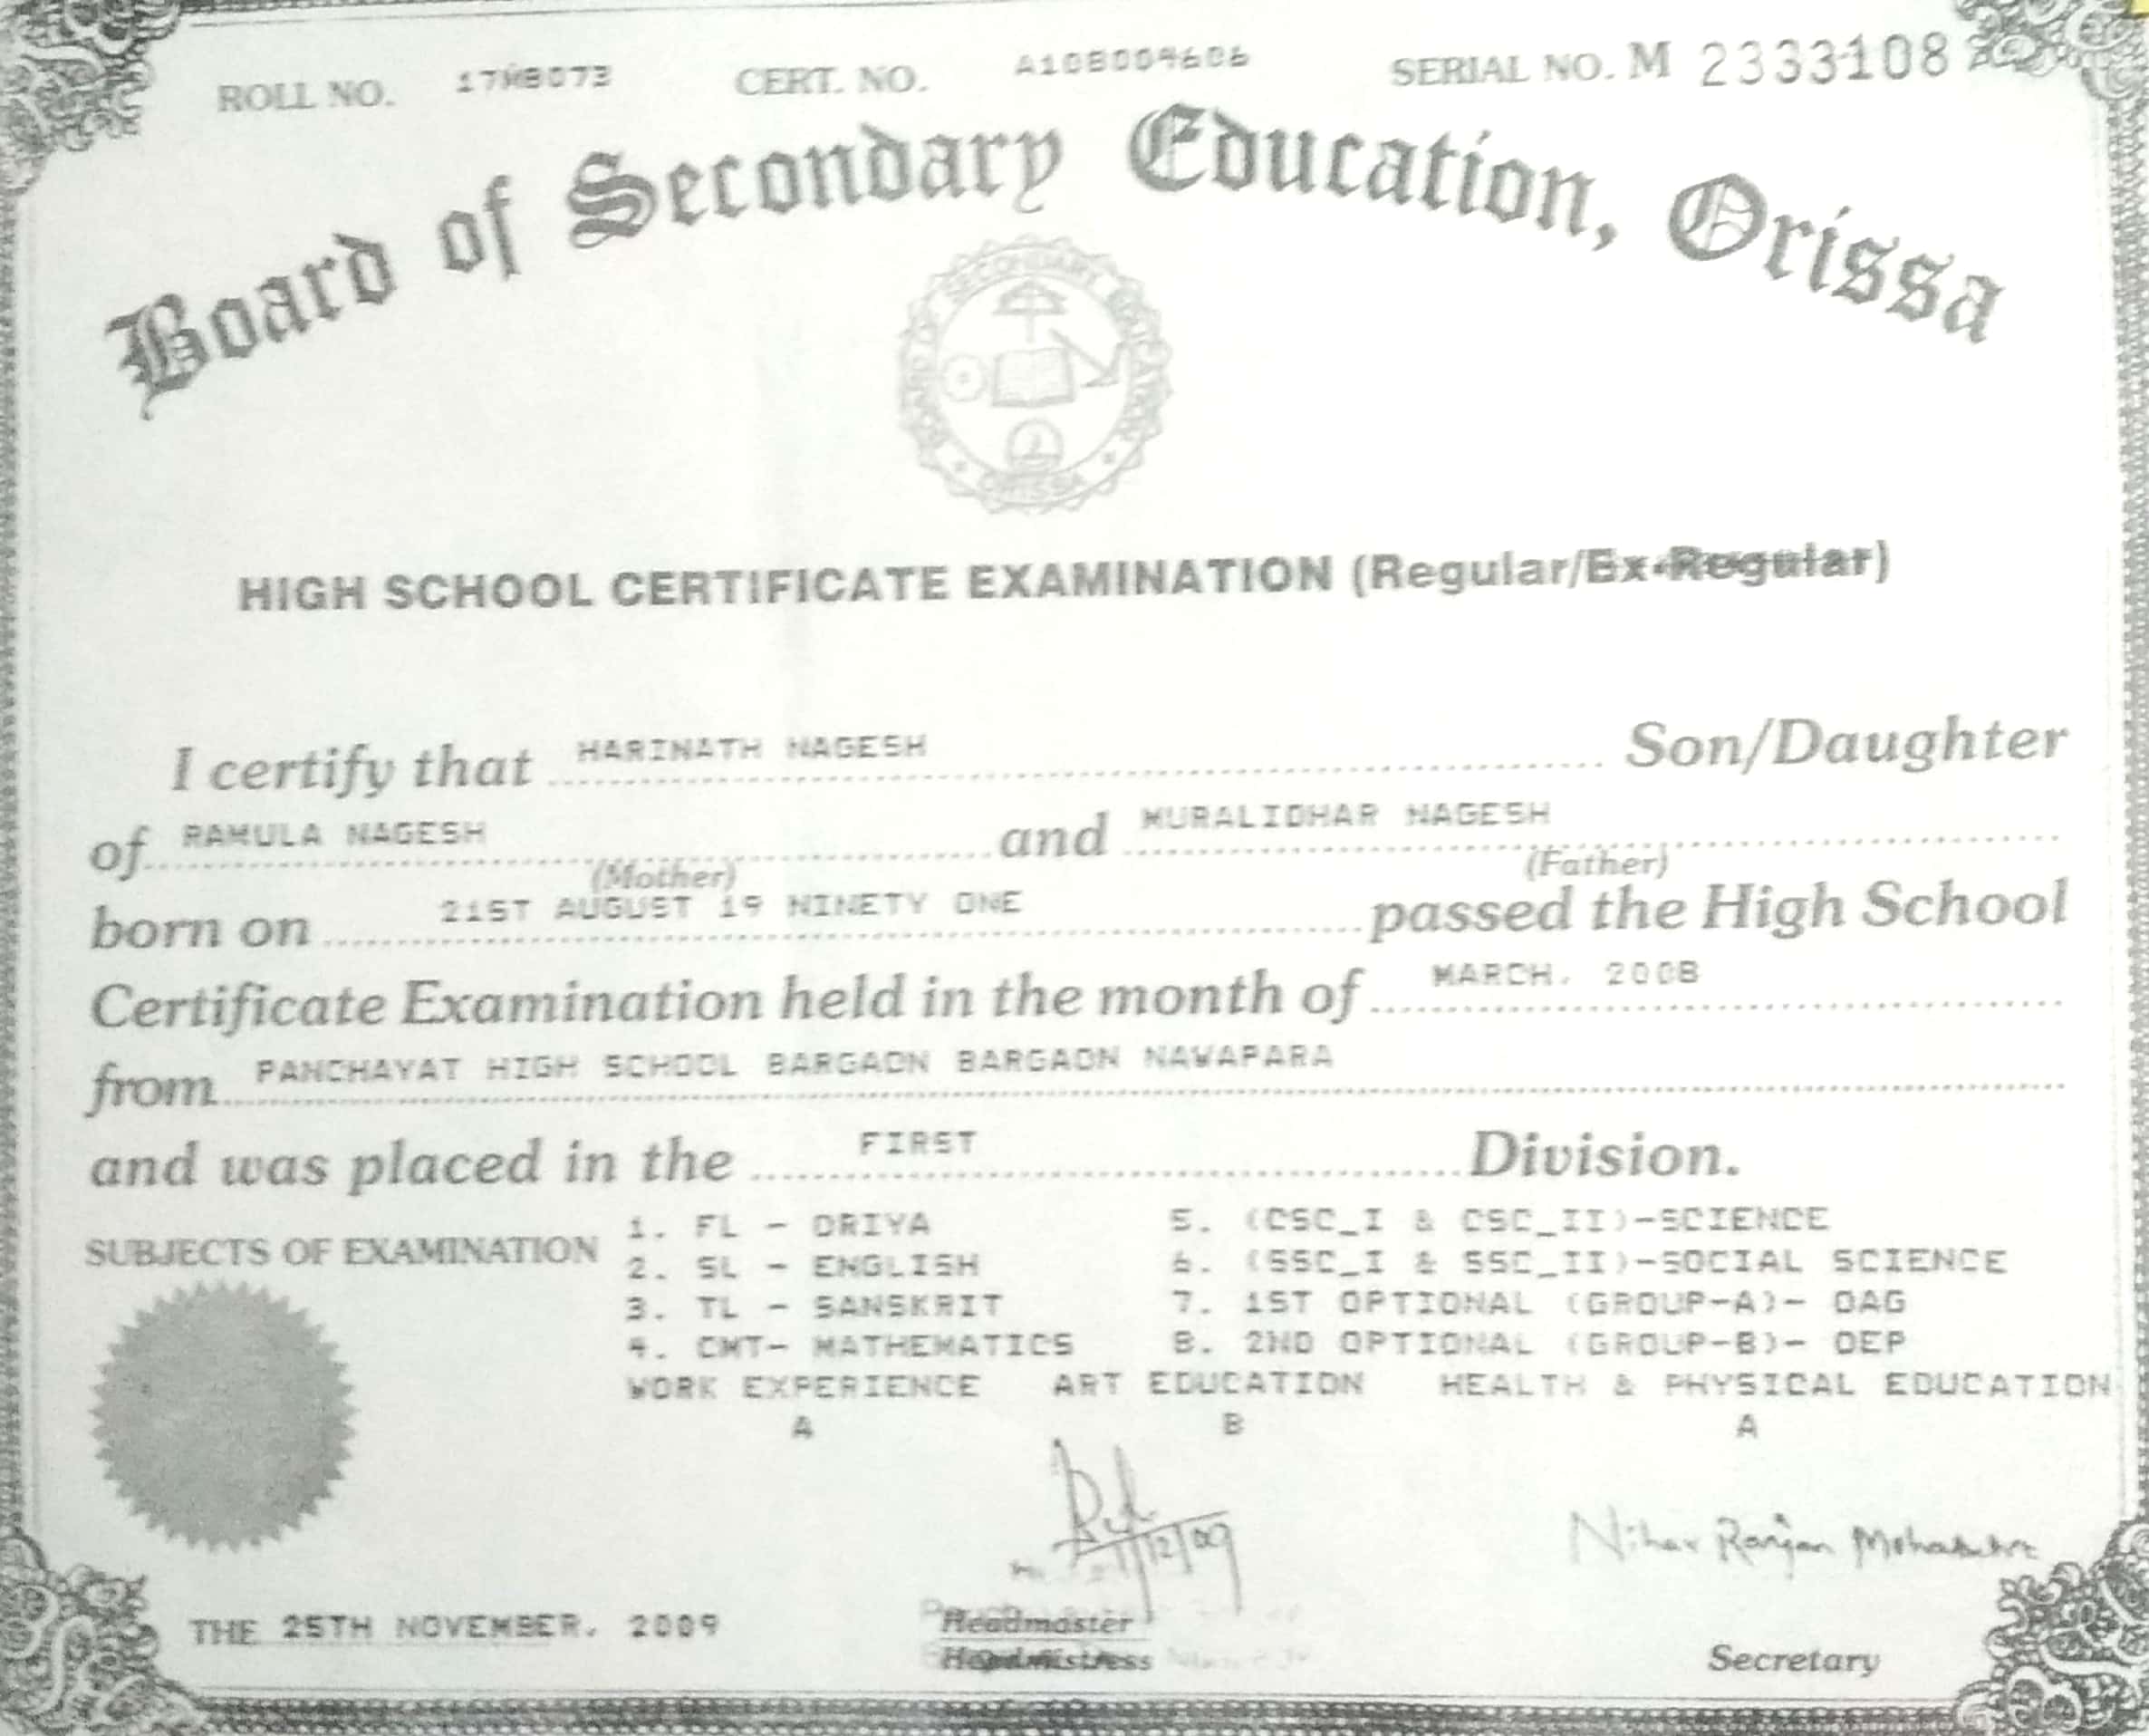 ROLL NO. 17MB073 CERT. NO. A108009606 SERIAL NO. M 2333108
Board of Secondary Education, Orissa
BOARD OF SECONDARY EDUCATION
ORISSA
HIGH SCHOOL CERTIFICATE EXAMINATION (Regular/Ex-Regular)
I certify that HARINATH NAGESH Son/Daughter
of RAMULA NAGESH and MURALIDHAR NAGESH
(Mother) (Father)
born on 21ST AUGUST 19 NINETY ONE passed the High School
Certificate Examination held in the month of MARCH, 2008
from PANCHAYAT HIGH SCHOOL BARGAON BARGAON NAWAPARA
and was placed in the FIRST Division.
SUBJECTS OF EXAMINATION
1. FL - ORIYA 5. (CSC_I & CSC_II)-SCIENCE
2. SL - ENGLISH 6. (SSC_I & SSC_II)-SOCIAL SCIENCE
3. TL - SANSKRIT 7. 1ST OPTIONAL (GROUP-A)- OAG
4. CMT- MATHEMATICS 8. 2ND OPTIONAL (GROUP-B)- OEP
WORK EXPERIENCE ART EDUCATION HEALTH & PHYSICAL EDUCATION
A B A
Nihar Ranjan
THE 25TH NOVEMBER, 2009
Headmaster
Headmistress
Secretary